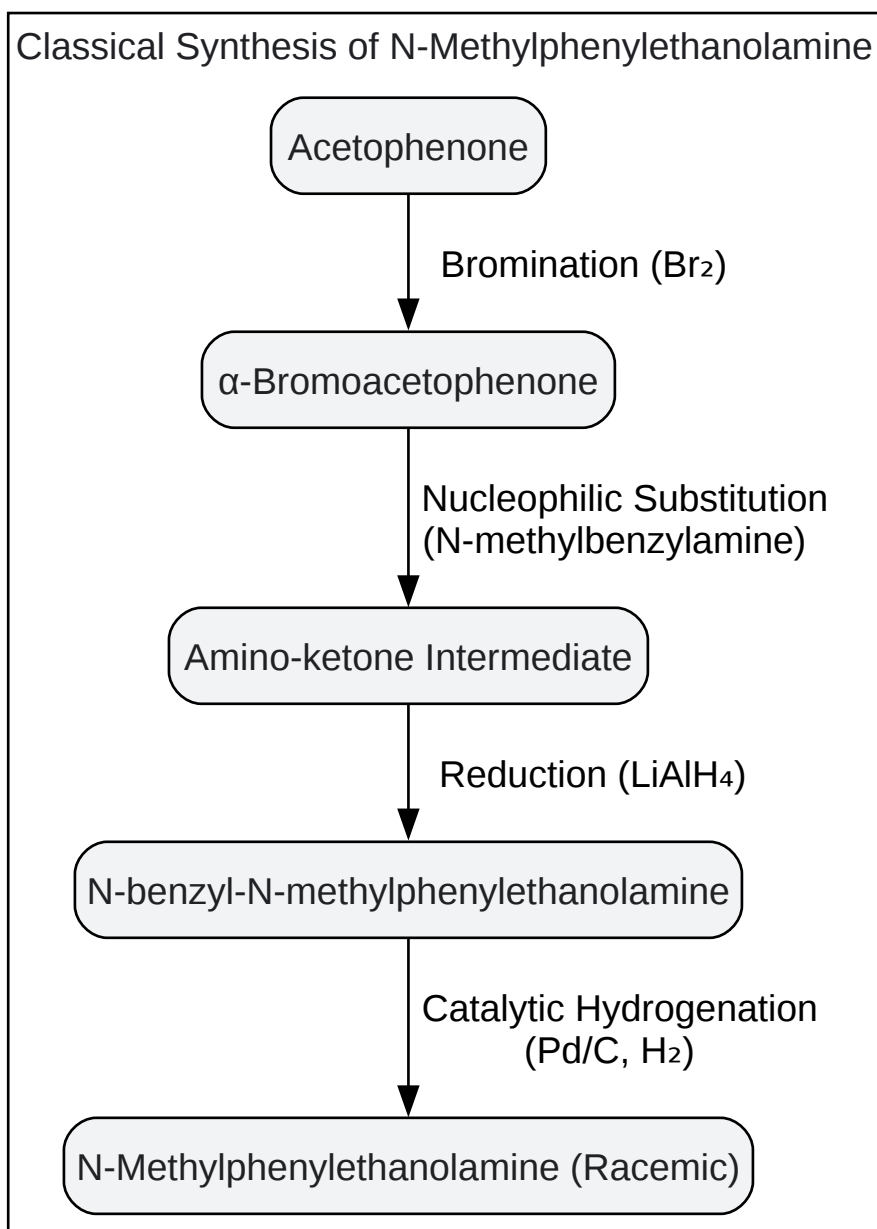 Classical Synthesis of N-Methylphenylethanolamine
Acetophenone
Bromination (Br₂)
α-Bromoacetophenone
Nucleophilic Substitution
(N-methylbenzylamine)
Amino-ketone Intermediate
Reduction (LiAlH₄)
N-benzyl-N-methylphenylethanolamine
Catalytic Hydrogenation
(Pd/C, H₂)
N-Methylphenylethanolamine (Racemic)